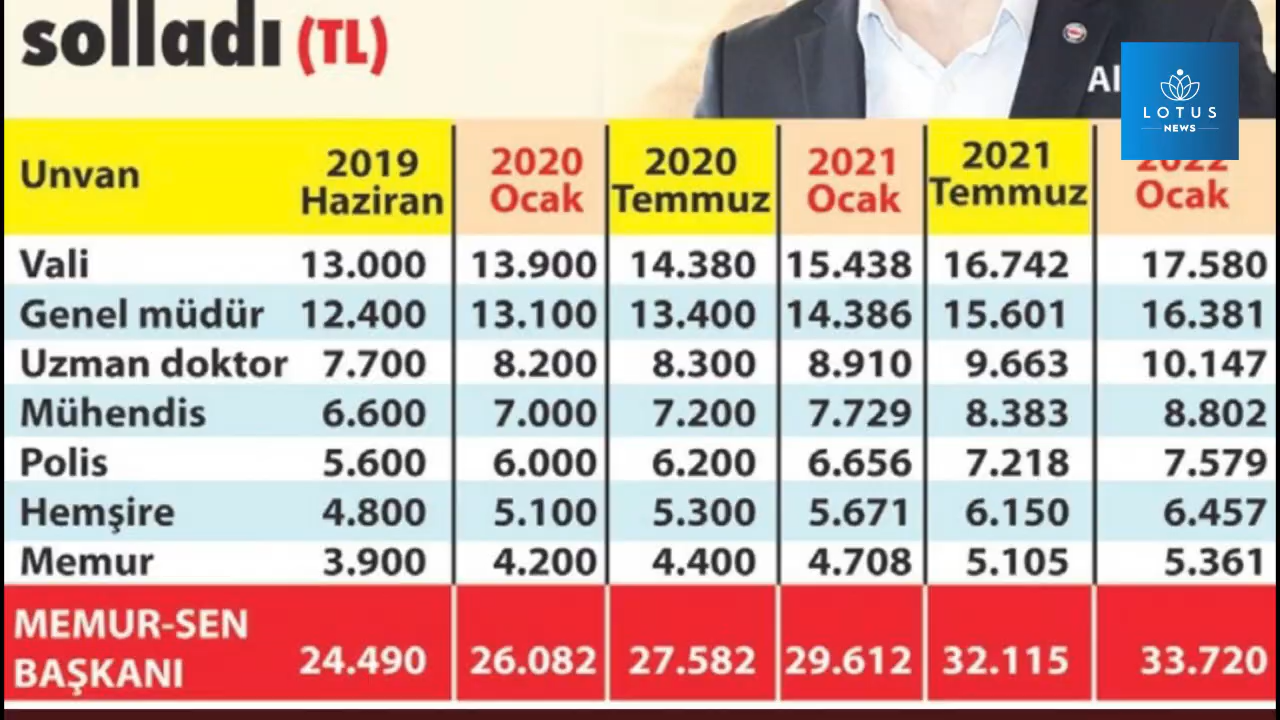 solladı (TL)
Al
LOTUS
NEWS
Unvan 2019 Haziran 2020 Ocak 2020 Temmuz 2021 Ocak 2021 Temmuz 2022 Ocak
Vali 13.000 13.900 14.380 15.438 16.742 17.580
Genel müdür 12.400 13.100 13.400 14.386 15.601 16.381
Uzman doktor 7.700 8.200 8.300 8.910 9.663 10.147
Mühendis 6.600 7.000 7.200 7.729 8.383 8.802
Polis 5.600 6.000 6.200 6.656 7.218 7.579
Hemşire 4.800 5.100 5.300 5.671 6.150 6.457
Memur 3.900 4.200 4.400 4.708 5.105 5.361
MEMUR-SEN
BAŞKANI 24.490 26.082 27.582 29.612 32.115 33.720